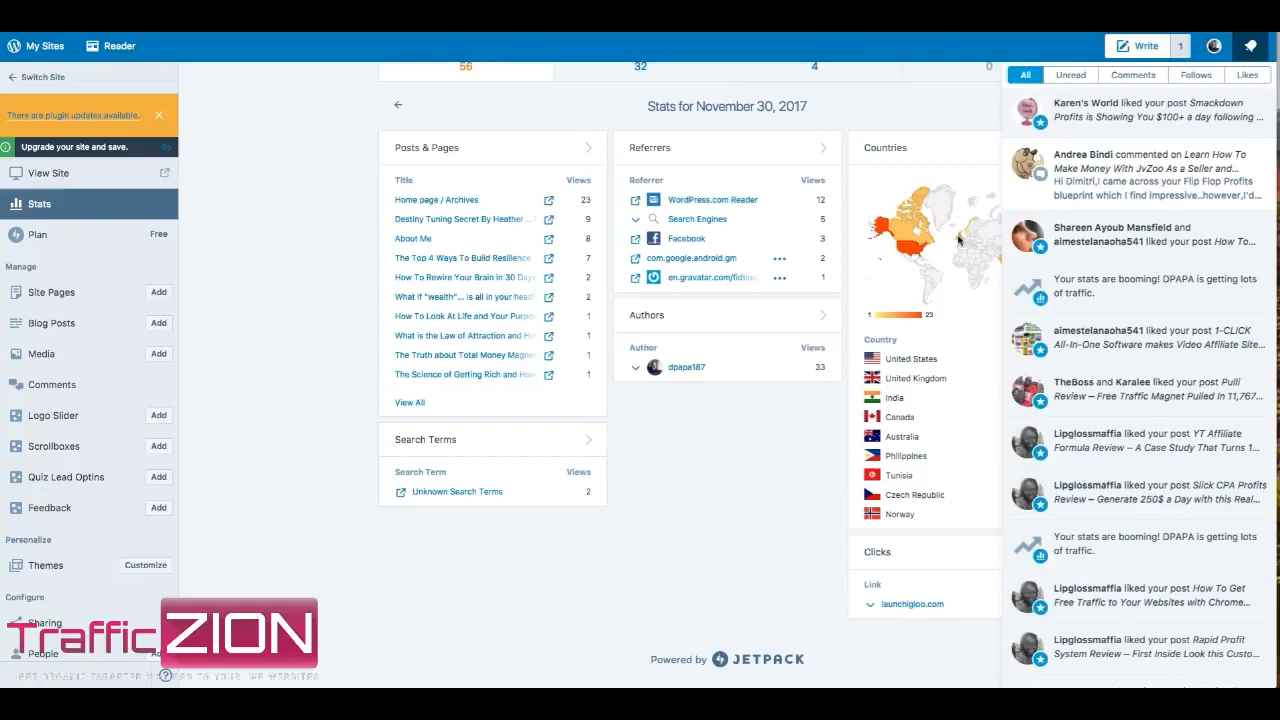 My Sites
Reader
Write
1
Switch Site
There are plugin updates available.
Upgrade your site and save.
View Site
Stats
Plan
Free
Manage
Site Pages
Add
Blog Posts
Add
Media
Add
Comments
Logo Slider
Add
Scrollboxes
Add
Quiz Lead Optins
Add
Feedback
Add
Personalize
Themes
Customize
Configure
Sharing
People
Traffic ZION
56
32
4
0
Stats for November 30, 2017
Posts & Pages
Title Views
Home page / Archives 23
Destiny Tuning Secret By Heather ... 9
About Me 8
The Top 4 Ways To Build Resilience 7
How To Rewire Your Brain in 30 Days 2
What if “wealth”... is all in your head 2
How To Look At Life and Your Purpo 1
What is the Law of Attraction and Ho 1
The Truth about Total Money Magne 1
The Science of Getting Rich and How 1
View All
Search Terms
Search Term Views
Unknown Search Terms 2
Referrers
Referrer Views
WordPress.com Reader 12
Search Engines 5
Facebook 3
com.google.android.gm ••• 2
en.gravatar.com/fidtio ••• 1
Authors
Author Views
dpapa187 33
Countries
1 23
Country
United States
United Kingdom
India
Canada
Australia
Philippines
Tunisia
Czech Republic
Norway
Clicks
Link
launchigloo.com
Powered by JETPACK
All
Unread
Comments
Follows
Likes
Karen's World liked your post Smackdown
Profits is Showing You $100+ a day following ...
Andrea Bindi commented on Learn How To
Make Money With JvZoo As a Seller and...
Hi Dimitri,I came across your Flip Flop Profits
blueprint which I find impressive..however,I'd...
Shareen Ayoub Mansfield and
aimestelanaoha541 liked your post How To...
Your stats are booming! DPAPA is getting lots
of traffic.
aimestelanaoha541 liked your post 1-CLICK
All-In-One Software makes Video Affiliate Site...
TheBoss and Karalee liked your post Pulli
Review – Free Traffic Magnet Pulled In 11,767...
Lipglossmaffia liked your post YT Affiliate
Formula Review – A Case Study That Turns 1...
Lipglossmaffia liked your post Slick CPA Profits
Review – Generate 250$ a Day with this Real...
Your stats are booming! DPAPA is getting lots
of traffic.
Lipglossmaffia liked your post How To Get
Free Traffic to Your Websites with Chrome...
Lipglossmaffia liked your post Rapid Profit
System Review – First Inside Look this Custo...